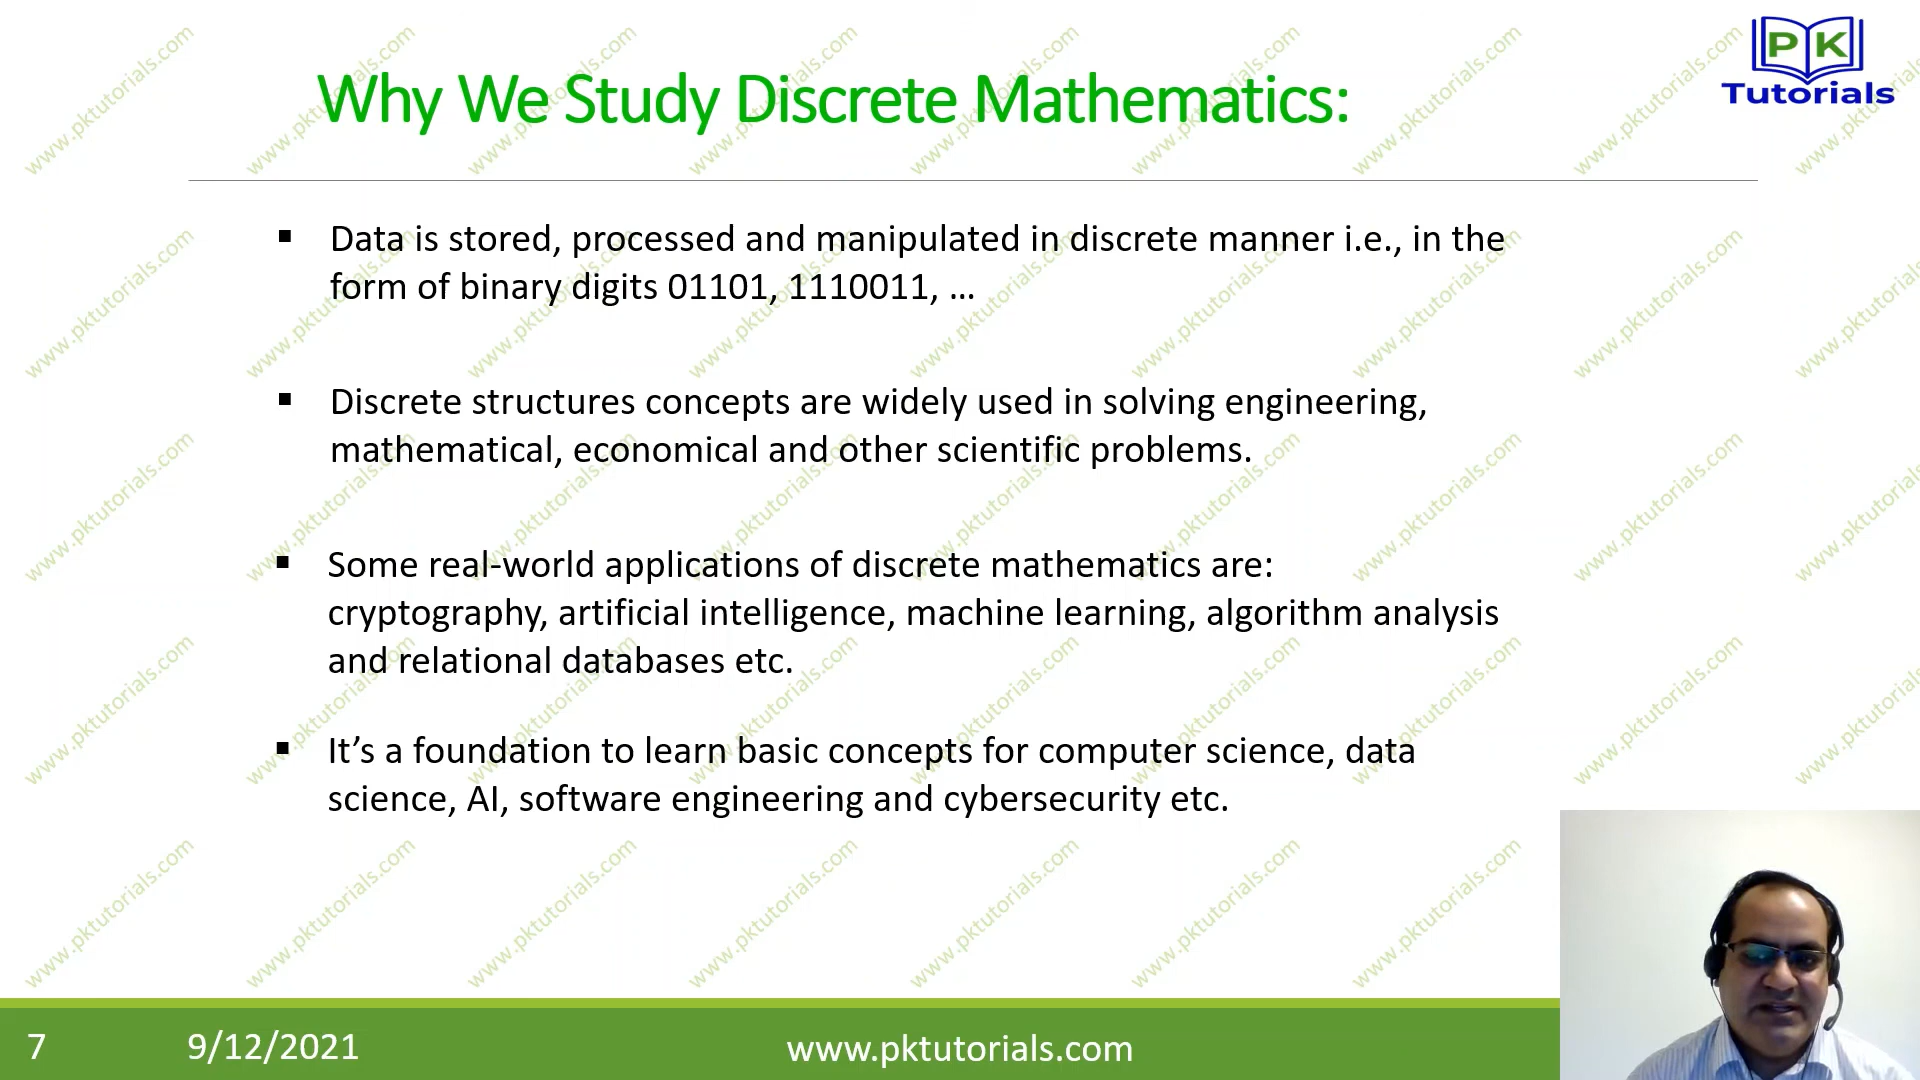 PK
Tutorials
Why We Study Discrete Mathematics:
▪ Data is stored, processed and manipulated in discrete manner i.e., in the
form of binary digits 01101, 1110011, …
▪ Discrete structures concepts are widely used in solving engineering,
mathematical, economical and other scientific problems.
▪ Some real-world applications of discrete mathematics are:
cryptography, artificial intelligence, machine learning, algorithm analysis
and relational databases etc.
▪ It’s a foundation to learn basic concepts for computer science, data
science, AI, software engineering and cybersecurity etc.
7 9/12/2021 www.pktutorials.com
www.pktutorials.com